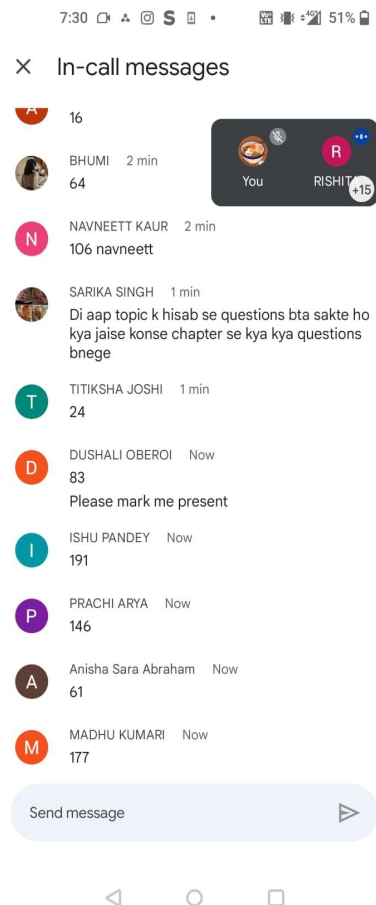 7:30 51%
In-call messages
A
16
You
RISHITA
+15
BHUMI 2 min
64
N
NAVNEETT KAUR 2 min
106 navneett
SARIKA SINGH 1 min
Di aap topic k hisab se questions bta sakte ho
kya jaise konse chapter se kya kya questions
bnege
T
TITIKSHA JOSHI 1 min
24
D
DUSHALI OBEROI Now
83
Please mark me present
I
ISHU PANDEY Now
191
P
PRACHI ARYA Now
146
A
Anisha Sara Abraham Now
61
M
MADHU KUMARI Now
177
Send message